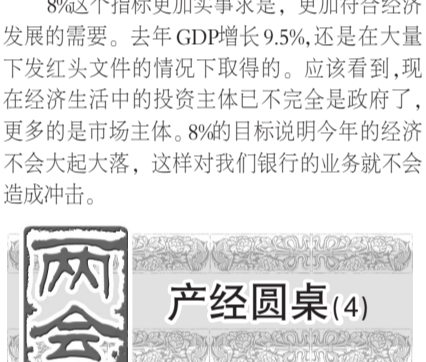 8%这个指标更加实事求是，更加符合经济
发展的需要。去年GDP增长9.5%,还是在大量
下发红头文件的情况下取得的。应该看到,现
在经济生活中的投资主体已不完全是政府了，
更多的是市场主体。8%的目标说明今年的经济
不会大起大落，这样对我们银行的业务就不会
造成冲击。
两会
产经圆桌(4)